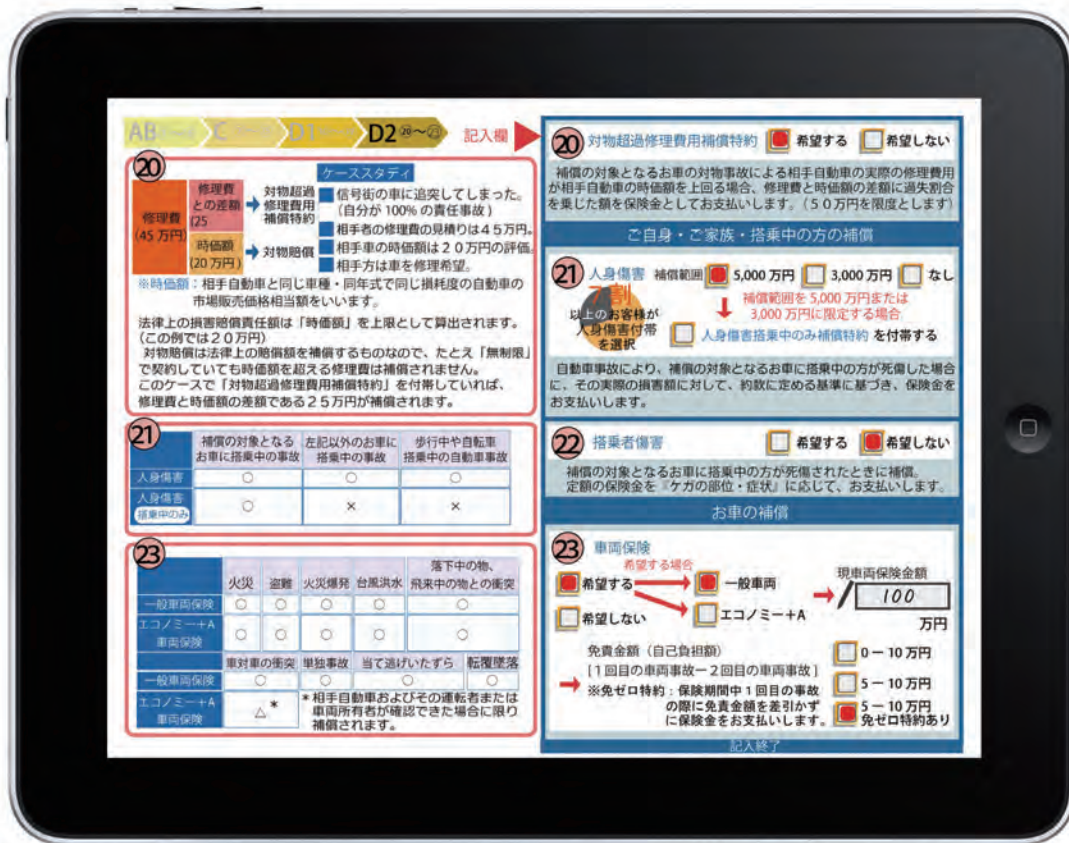 AB
C
D1
D2 ⑳〜㉓
記入欄
⑳
ケーススタディ
修理費
(45万円)
修理費
との差額
(25
時価額
(20万円)
対物超過
修理費用
補償特約
対物賠償
信号街の車に追突してしまった。
(自分が100%の責任事故)
相手者の修理費の見積りは45万円。
相手車の時価額は20万円の評価。
相手方は車を修理希望。
※時価額：相手自動車と同じ車種・同年式で同じ損耗度の自動車の
市場販売価格相当額をいいます。
法律上の損害賠償責任額は「時価額」を上限として算出されます。
(この例では20万円)
対物賠償は法律上の賠償額を補償するものなので、たとえ「無制限」
で契約していても時価額を超える修理費は補償されません。
このケースで「対物超過修理費用補償特約」を付帯していれば、
修理費と時価額の差額である25万円が補償されます。
㉑
補償の対象となる
お車に搭乗中の事故
左記以外のお車に
搭乗中の事故
歩行中や自転車
搭乗中の自動車事故
人身傷害 ○ ○ ○
人身傷害
搭乗中のみ ○ × ×
㉓
火災 盗難 火災爆発 台風洪水
落下中の物、
飛来中の物との衝突
一般車両保険 ○ ○ ○ ○ ○
エコノミー+A
車両保険 ○ ○ ○ ○ ○
車対車の衝突 単独事故 当て逃げいたずら 転覆墜落
一般車両保険 ○ ○ ○ ○
エコノミー+A
車両保険 △*
*相手自動車およびその運転者または
車両所有者が確認できた場合に限り
補償されます。
⑳ 対物超過修理費用補償特約 希望する 希望しない
補償の対象となるお車の対物事故による相手自動車の実際の修理費用
が相手自動車の時価額を上回る場合、修理費と時価額の差額に過失割合
を乗じた額を保険金としてお支払いします。(50万円を限度とします)
ご自身・ご家族・搭乗中の方の補償
㉑ 人身傷害 補償範囲 5,000万円 3,000万円 なし
7割
以上のお客様が
人身傷害付帯
を選択
補償範囲を5,000万円または
3,000万円に限定する場合
人身傷害搭乗中のみ補償特約 を付帯する
自動車事故により、補償の対象となるお車に搭乗中の方が死傷した場合
に、その実際の損害額に対して、約款に定める基準に基づき、保険金を
お支払いします。
㉒ 搭乗者傷害 希望する 希望しない
補償の対象となるお車に搭乗中の方が死傷されたときに補償。
定額の保険金を『ケガの部位・症状』に応じて、お支払いします。
お車の補償
㉓ 車両保険
希望する場合
希望する
一般車両
希望しない
エコノミー+A
現車両保険金額
100
万円
免責金額（自己負担額）
[1回目の車両事故ー2回目の車両事故]
※免ゼロ特約：保険期間中1回目の事故
の際に免責金額を差引かず
に保険金をお支払いします。
0ー10万円
5ー10万円
5ー10万円
免ゼロ特約あり
記入終了